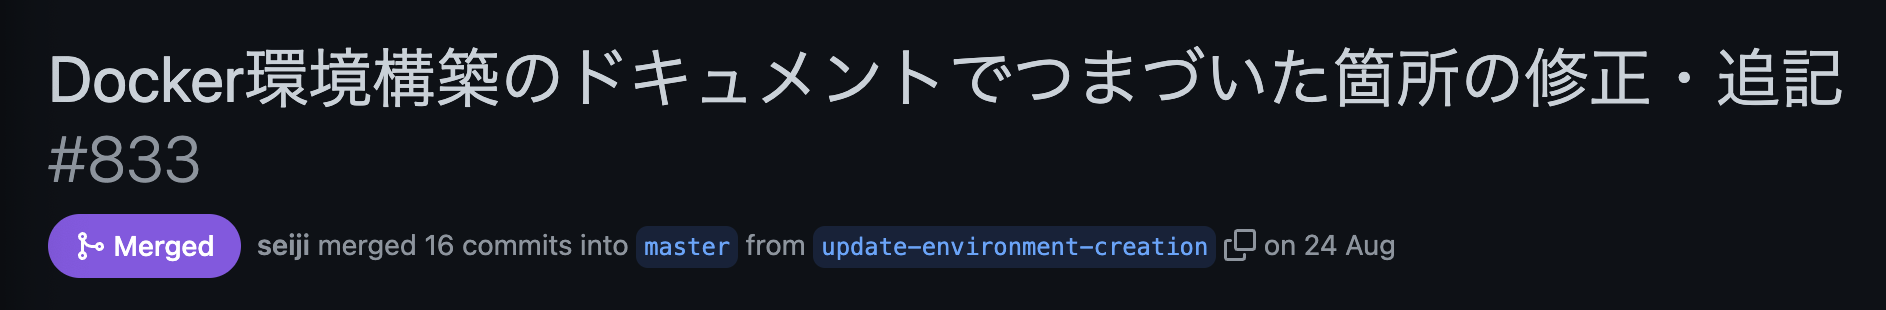 Docker環境構築のドキュメントでつまづいた箇所の修正・追記
#833
Merged seiji merged 16 commits into master from update-environment-creation on 24 Aug